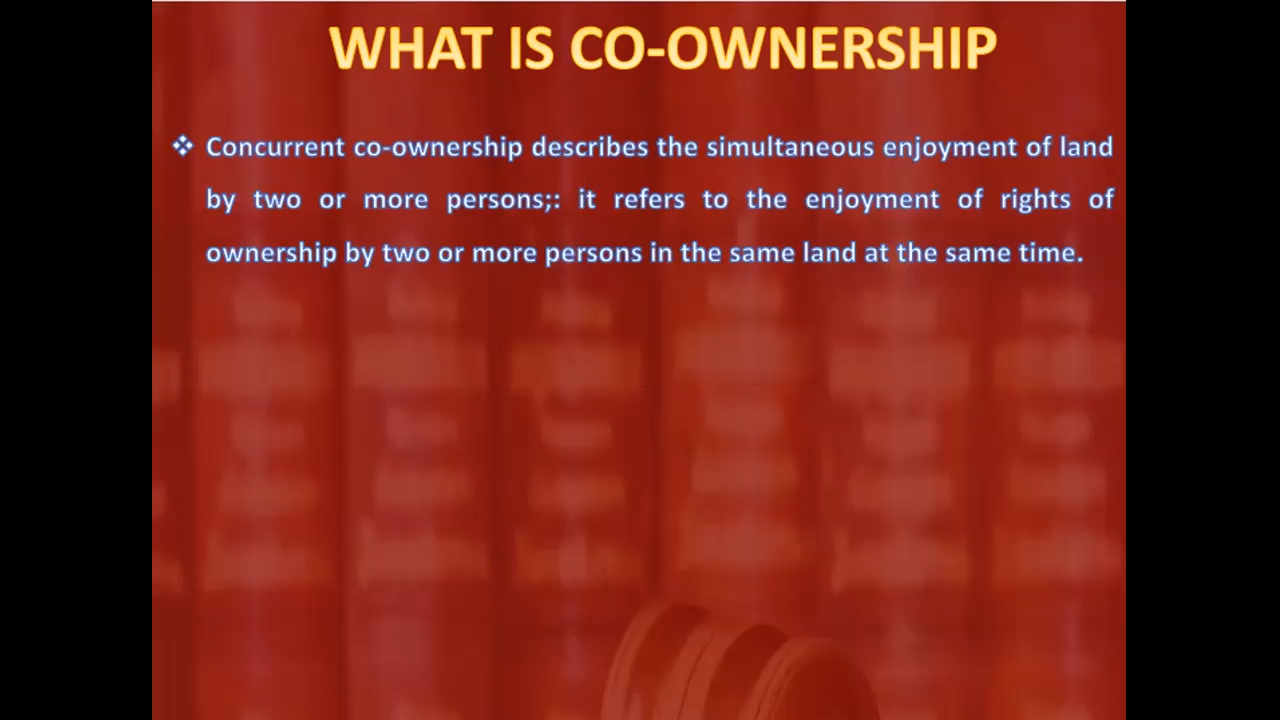 WHAT IS CO-OWNERSHIP
❖ Concurrent co-ownership describes the simultaneous enjoyment of land
by two or more persons;: it refers to the enjoyment of rights of
ownership by two or more persons in the same land at the same time.